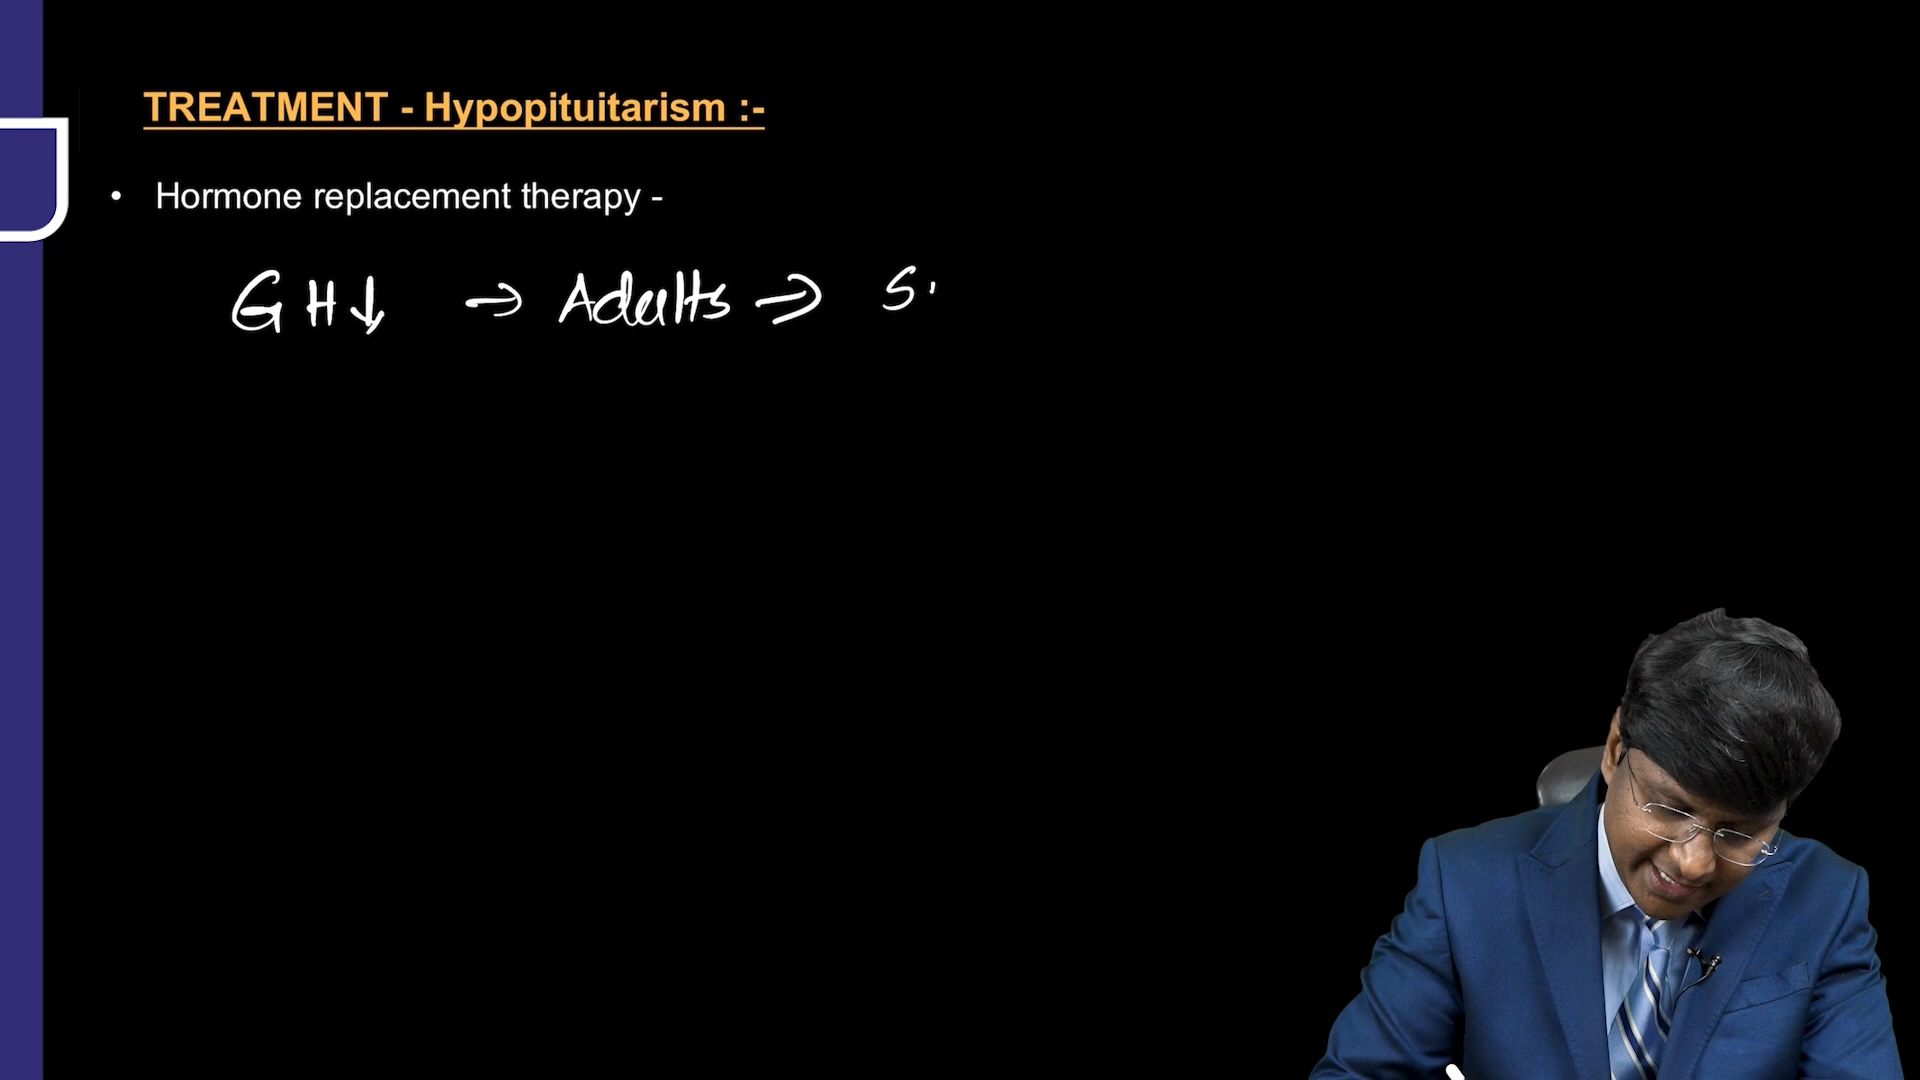 TREATMENT - Hypopituitarism :-
• Hormone replacement therapy -
GH↓ → Adults → S.